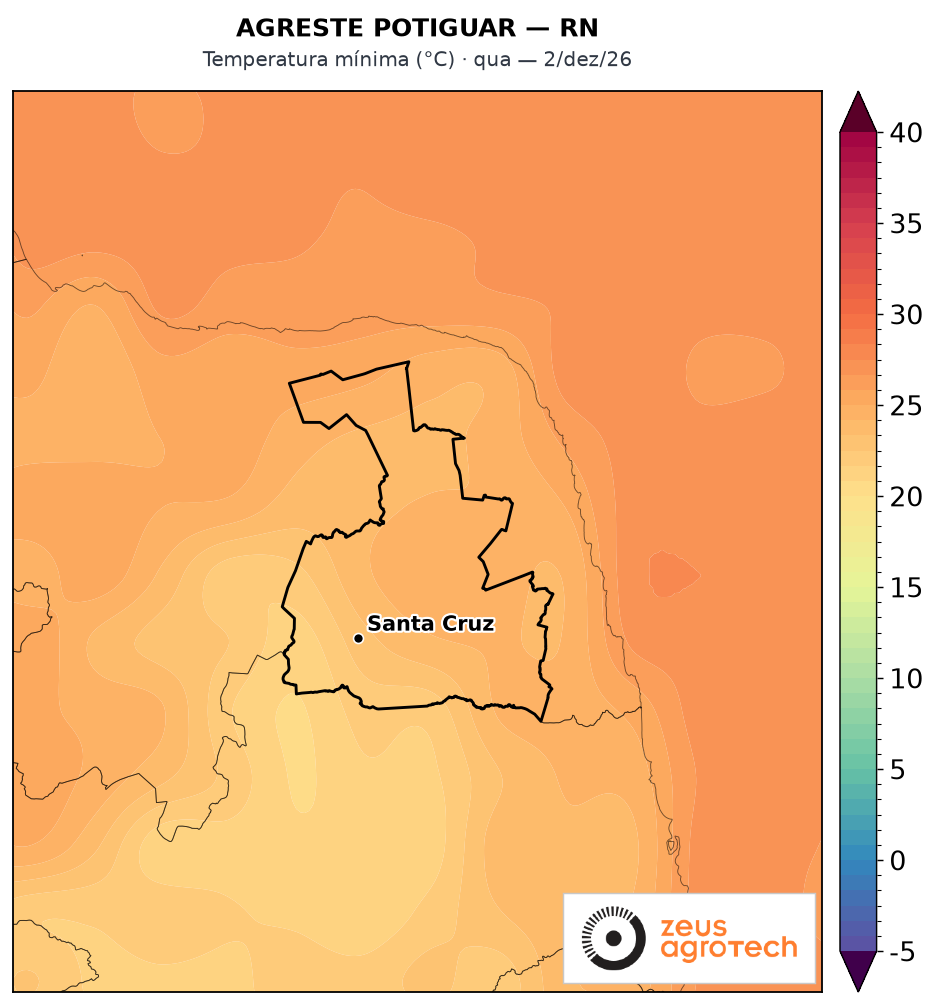 AGRESTE POTIGUAR — RN
Temperatura mínima (°C) · qua — 2/dez/26
40
35
30
25
20
15
10
5
0
-5
Santa Cruz
zeus
agrotech